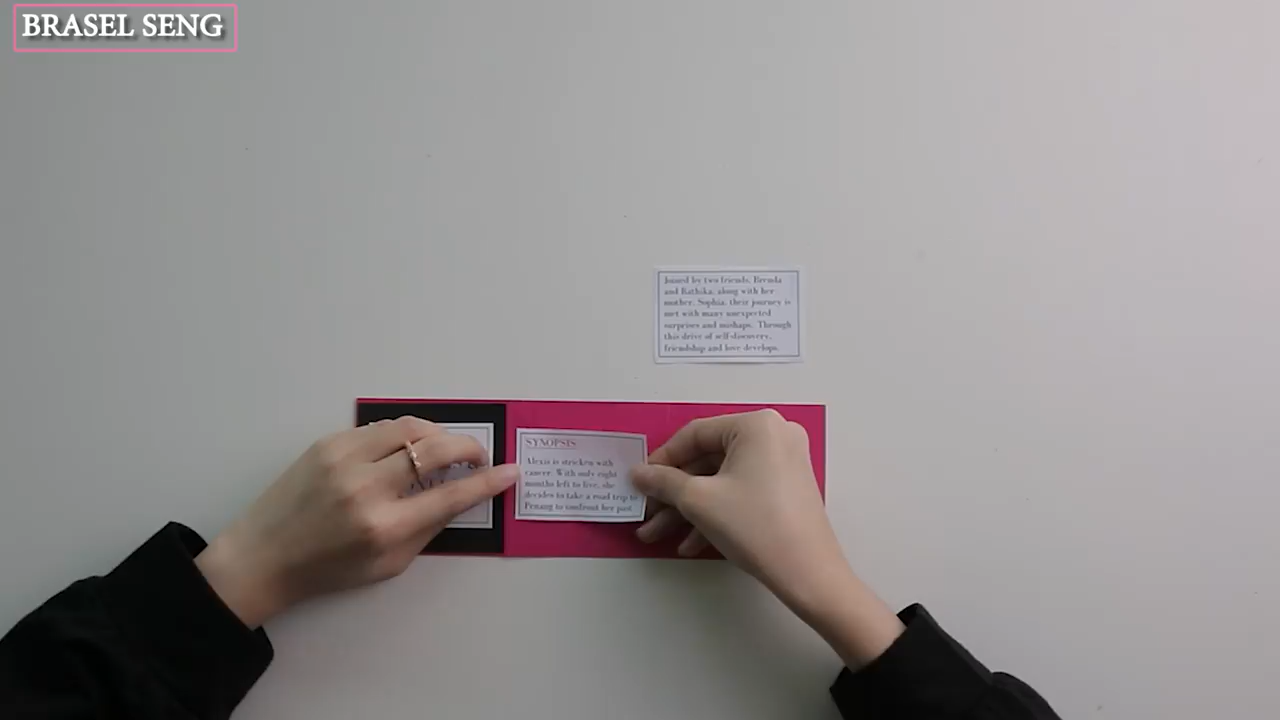 BRASEL SENG
Joined by two friends, Brenda
and Rathika, along with her
mother, Sophia, their journey is
met with many unexpected
surprises and mishaps. Through
this drive of self-discovery,
friendship and love develops.
SYNOPSIS
Alexis is stricken with
cancer. With only eight
months left to live, she
decides to take a road trip to
Penang to confront her past